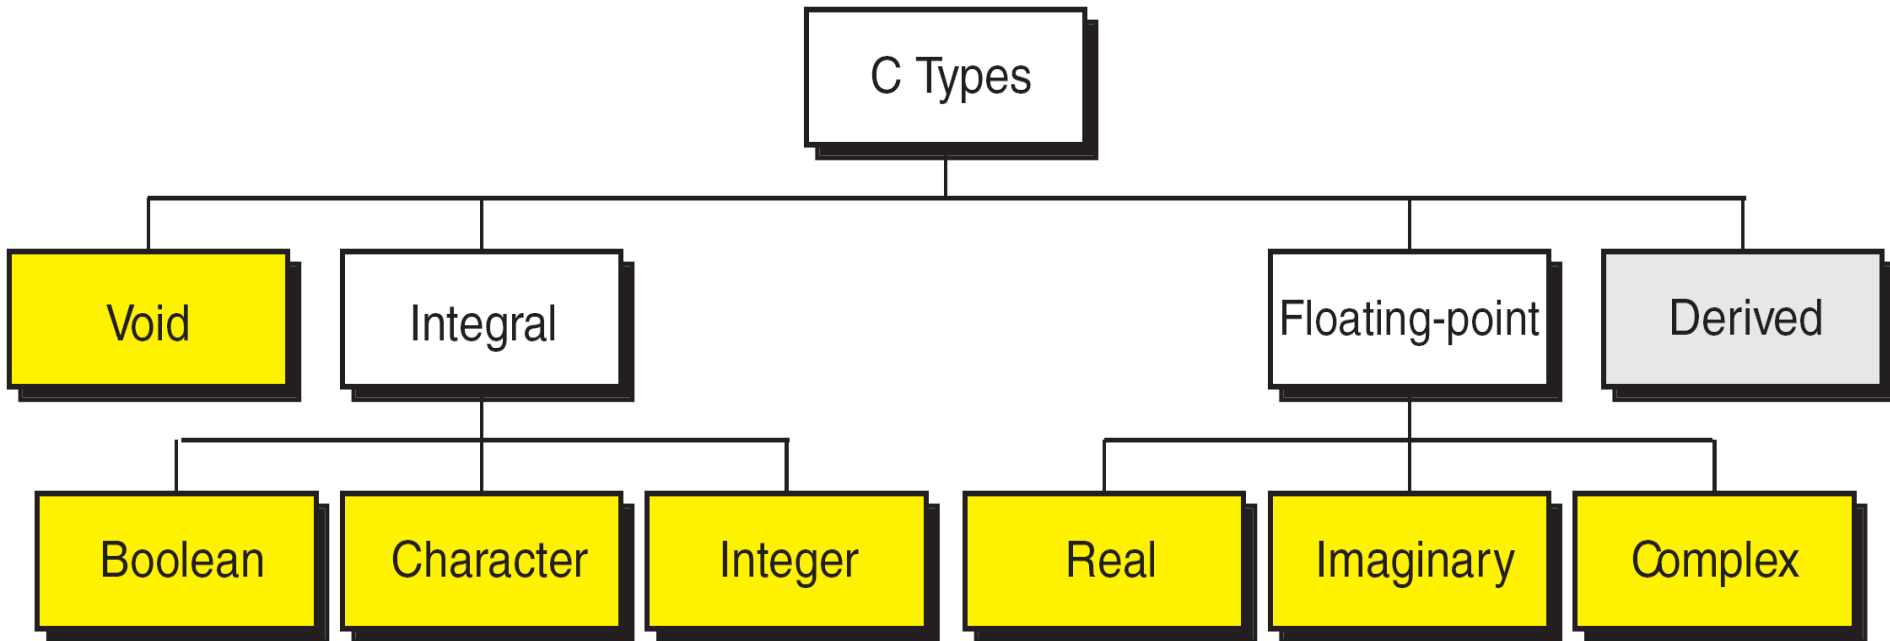 C Types
Void
Integral
Floating-point
Derived
Boolean
Character
Integer
Real
Imaginary
Complex